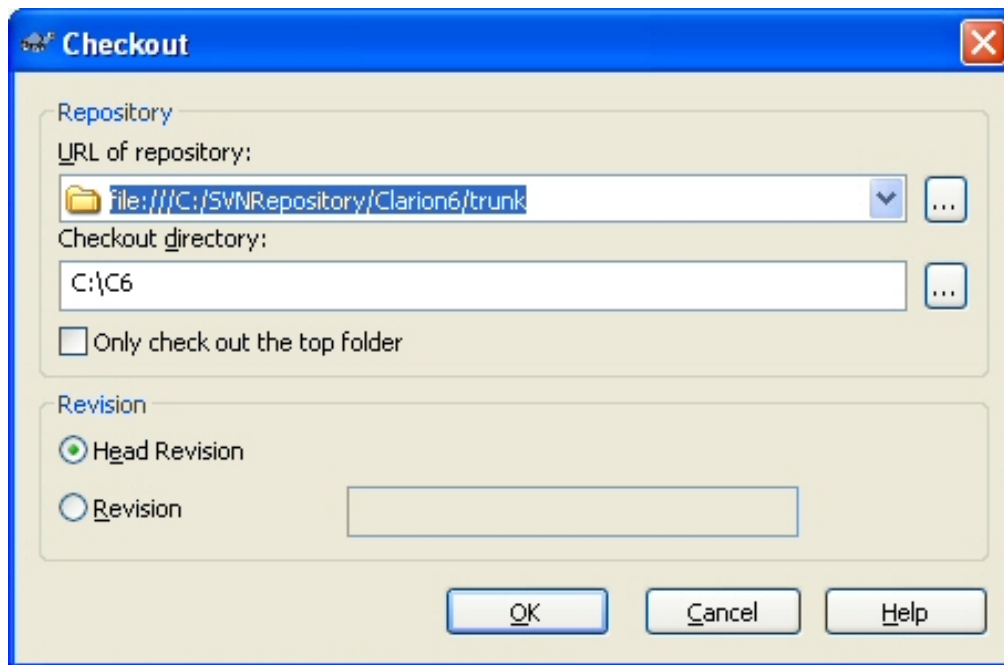 Checkout
Repository
URL of repository:
file:///C:/SVNRepository/Clarion6/trunk
...
Checkout directory:
C:\C6
...
Only check out the top folder
Revision
Head Revision
Revision
OK Cancel Help